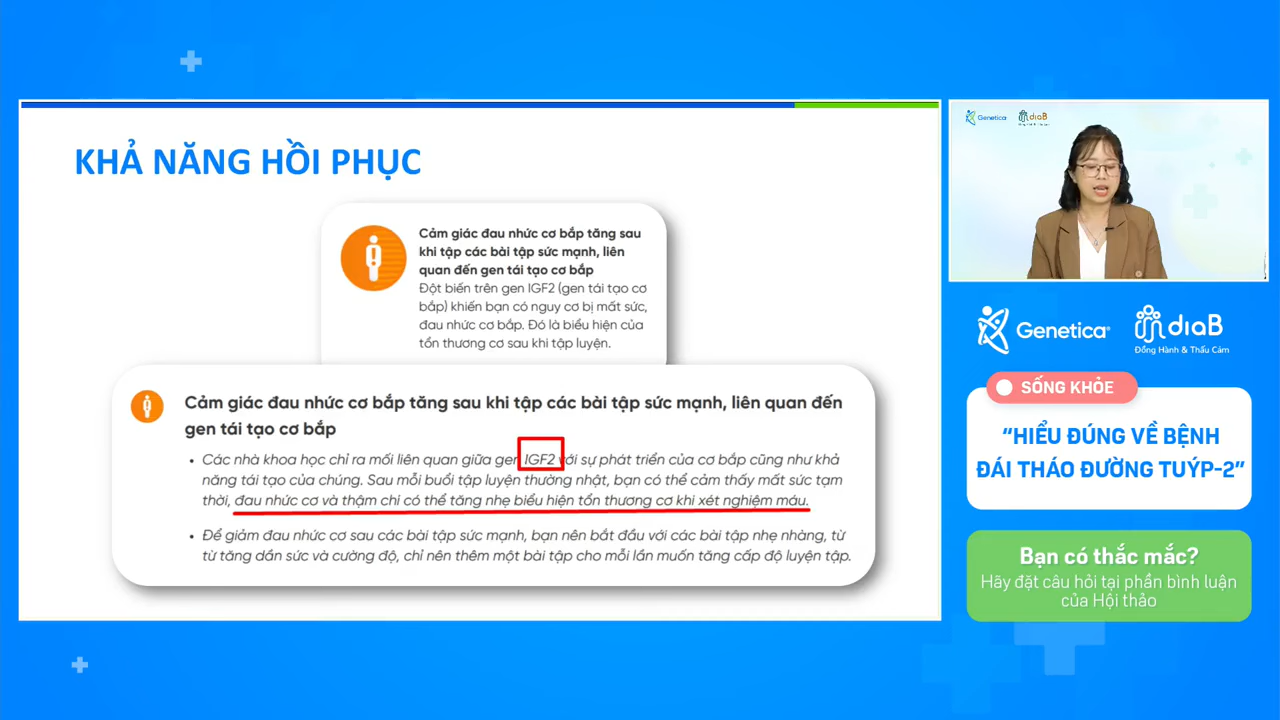 KHẢ NĂNG HỒI PHỤC
Cảm giác đau nhức cơ bắp tăng sau
khi tập các bài tập sức mạnh, liên
quan đến gen tái tạo cơ bắp
Đột biến trên gen IGF2 (gen tái tạo cơ
bắp) khiến bạn có nguy cơ bị mất sức,
đau nhức cơ bắp. Đó là biểu hiện của
tổn thương cơ sau khi tập luyện.
Cảm giác đau nhức cơ bắp tăng sau khi tập các bài tập sức mạnh, liên quan đến
gen tái tạo cơ bắp
• Các nhà khoa học chỉ ra mối liên quan giữa gen IGF2 với sự phát triển của cơ bắp cũng như khả
năng tái tạo của chúng. Sau mỗi buổi tập luyện thường nhật, bạn có thể cảm thấy mất sức tạm
thời, đau nhức cơ và thậm chí có thể tăng nhẹ biểu hiện tổn thương cơ khi xét nghiệm máu.
• Để giảm đau nhức cơ sau các bài tập sức mạnh, bạn nên bắt đầu với các bài tập nhẹ nhàng, từ
từ tăng dần sức và cường độ, chỉ nên thêm một bài tập cho mỗi lần muốn tăng cấp độ luyện tập.
Genetica diaB
Genetica® diaB
Đồng Hành & Thấu Cảm
SỐNG KHỎE
“HIỂU ĐÚNG VỀ BỆNH
ĐÁI THÁO ĐƯỜNG TUÝP-2”
Bạn có thắc mắc?
Hãy đặt câu hỏi tại phần bình luận
của Hội thảo